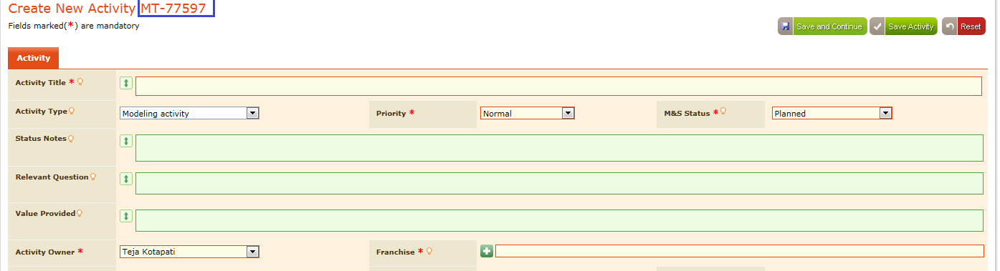 Create New Activity MT-77597
Fields marked(*) are mandatory
Save and Continue Save Activity Reset
Activity
Activity Title *
Activity Type Modeling activity Priority * Normal M&S Status * Planned
Status Notes
Relevant Question
Value Provided
Activity Owner * Teja Kotapati Franchise *